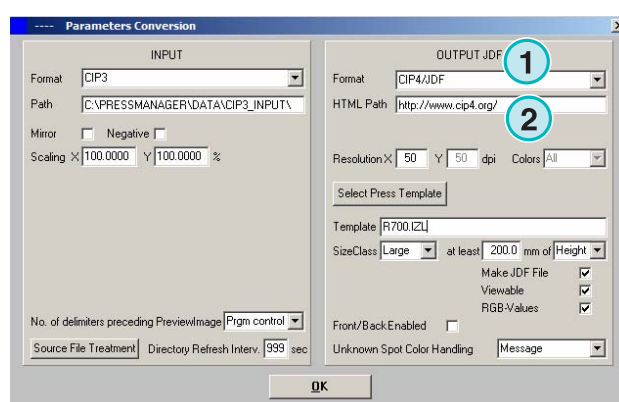 ---- Parameters Conversion
INPUT
Format CIP3
Path C:\PRESSMANAGER\DATA\CIP3_INPUT\
Mirror Negative
Scaling X 100.0000 Y 100.0000 %
No. of delimiters preceding PreviewImage Prgm control
Source File Treatment Directory Refresh Interv. 999 sec
OUTPUT JDF 1
Format CIP4/JDF
HTML Path http://www.cip4.org/
2
Resolution X 50 Y 50 dpi Colors All
Select Press Template
Template R700.IZL
SizeClass Large at least 200.0 mm of Height
Make JDF File
Viewable
RGB-Values
Front/Back Enabled
Unknown Spot Color Handling Message
OK